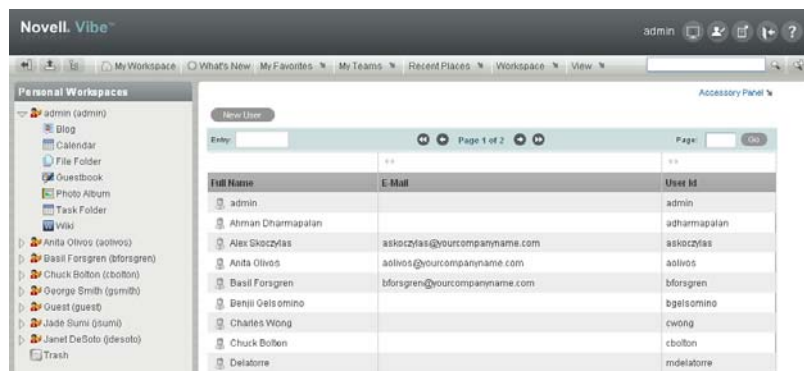 Novell. Vibe
admin
?
My Workspace What's New My Favorites My Teams Recent Places Workspace View
Personal Workspaces
admin (admin)
Blog
Calendar
File Folder
Guestbook
Photo Album
Task Folder
Wiki
Anita Olivos (aolivos)
Basil Forsgren (bforsgren)
Chuck Bolton (cbolton)
George Smith (gsmith)
Guest (guest)
Jade Sumi (jsumi)
Janet DeSoto (jdesoto)
Trash
Accessory Panel
New User
Entry: Page 1 of 2 Page: Go
Full Name E-Mail User Id
admin admin
Ahman Dharmapalan adharmapalan
Alex Skoczylas askoczylas@yourcompanyname.com askoczylas
Anita Olivos aolivos@yourcompanyname.com aolivos
Basil Forsgren bforsgren@yourcompanyname.com bforsgren
Benjii Gelsomino bgelsomino
Charles Wong cwong
Chuck Bolton cbolton
Delatorre mdelatorre